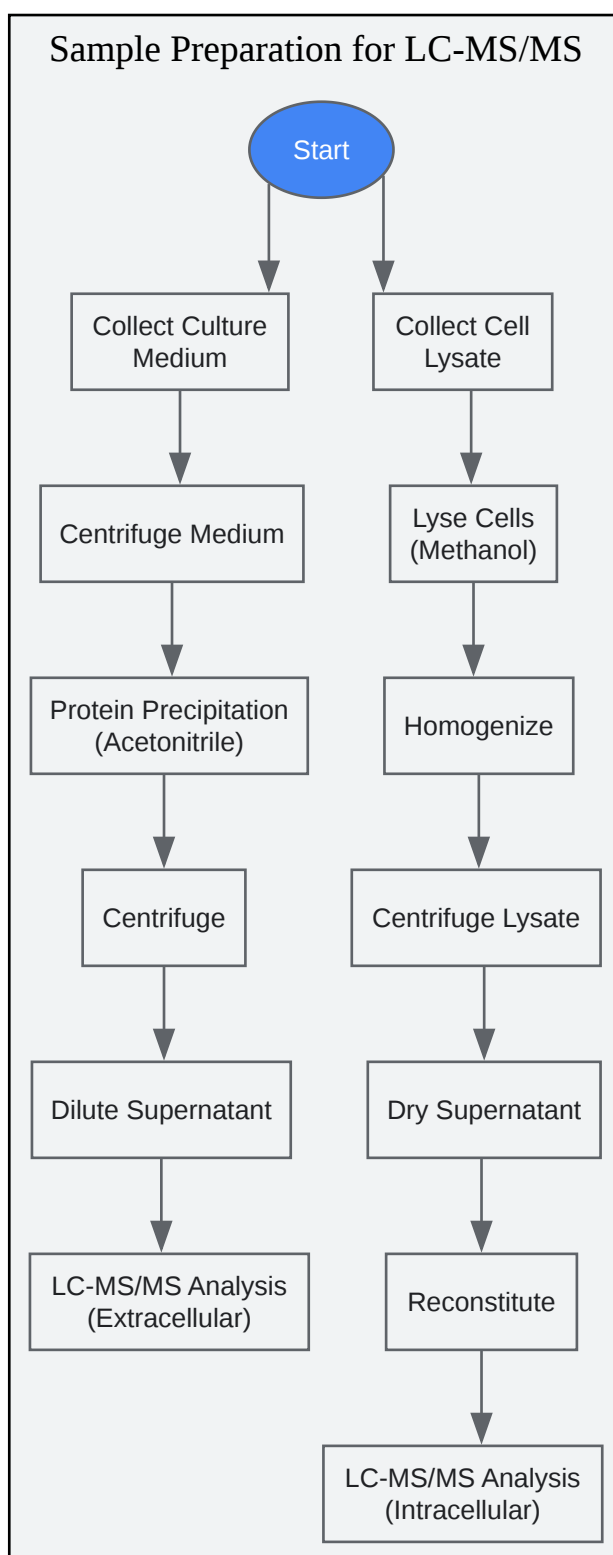 Sample Preparation for LC-MS/MS
Start
Collect Culture
Medium
Centrifuge Medium
Protein Precipitation
(Acetonitrile)
Centrifuge
Dilute Supernatant
LC-MS/MS Analysis
(Extracellular)
Collect Cell
Lysate
Lyse Cells
(Methanol)
Homogenize
Centrifuge Lysate
Dry Supernatant
Reconstitute
LC-MS/MS Analysis
(Intracellular)